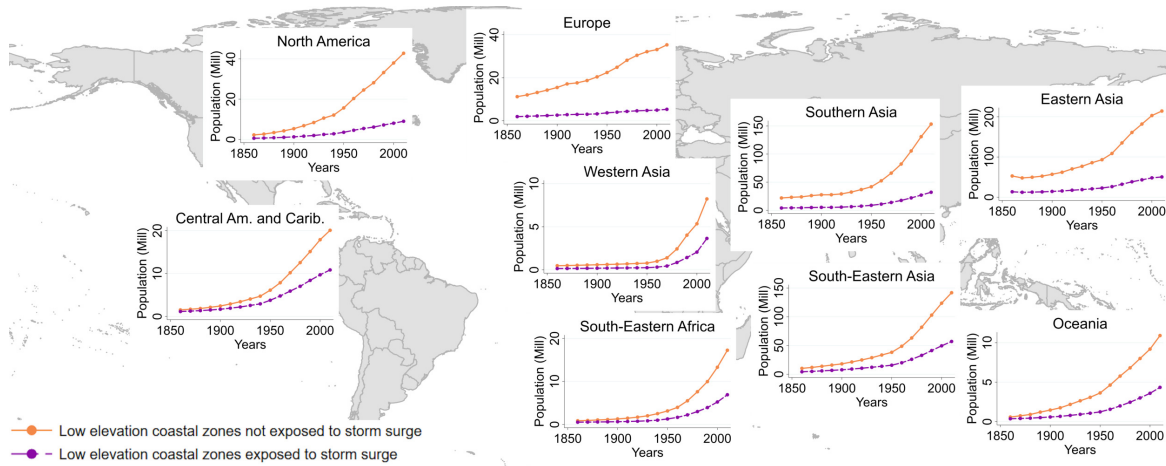 North America
Population (Mill)
40
20
0
1850
1900
1950
2000
Years
Europe
Population (Mill)
40
20
0
1850
1900
1950
2000
Years
Southern Asia
Population (Mill)
150
100
50
0
1850
1900
1950
2000
Years
Eastern Asia
Population (Mill)
200
100
0
1850
1900
1950
2000
Years
Western Asia
Population (Mill)
10
5
0
1850
1900
1950
2000
Years
Central Am. and Carib.
Population (Mill)
20
10
0
1850
1900
1950
2000
Years
South-Eastern Asia
Population (Mill)
150
100
50
0
1850
1900
1950
2000
Years
South-Eastern Africa
Population (Mill)
20
10
0
1850
1900
1950
2000
Years
Oceania
Population (Mill)
10
5
0
1850
1900
1950
2000
Years
Low elevation coastal zones not exposed to storm surge
Low elevation coastal zones exposed to storm surge